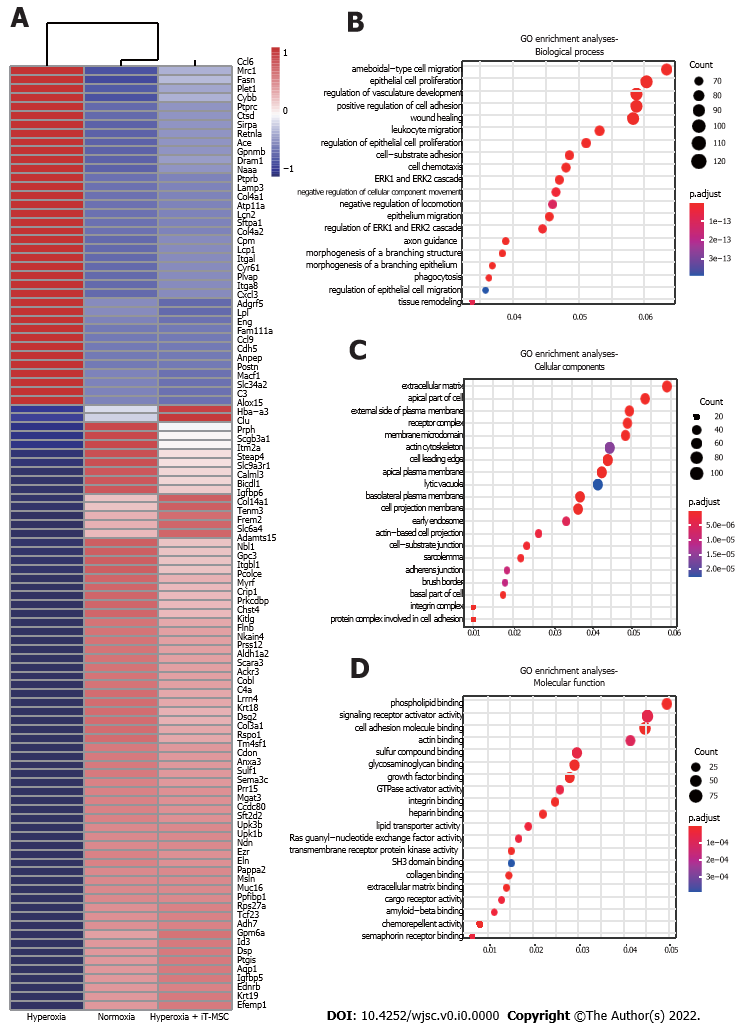 A
Ccl6
Mrc1
Fasn
Plet1
Cybb
Ptprc
Ctsd
Sirpa
Retnla
Ace
Gpnmb
Dram1
Naaa
Ptprb
Lamp3
Col4a1
Atp11a
Lcn2
Sftpa1
Col4a2
Cpm
Lcp1
Itgal
Cyr61
Plvap
Itga8
Cxcl3
Adgrf5
Lpl
Eng
Fam111a
Ccl9
Cdh5
Anpep
Postn
Macf1
Slc34a2
C3
Alox15
Hba−a3
Clu
Prph
Scgb3a1
Itm2a
Steap4
Slc9a3r1
Calml3
Bicdl1
Igfbp6
Col14a1
Tenm3
Frem2
Slc6a4
Adamts15
Nbl1
Gpc3
Itgbl1
Pcolce
Myrf
Crip1
Prkcdbp
Chst4
Kitlg
Flnb
Nkain4
Prss12
Aldh1a2
Scara3
Ackr3
Cobl
C4a
Lrrn4
Krt18
Dsg2
Col3a1
Rspo1
Tm4sf1
Cdon
Anxa3
Sulf1
Sema3c
Prr15
Mgat3
Ccdc80
Sft2d2
Upk3b
Upk1b
Ndn
Ezr
Eln
Pappa2
Msln
Muc16
Ppfibp1
Rps27a
Tcf23
Adh7
Gpm6a
Id3
Dsp
Ptgis
Aqp1
Igfbp5
Ednrb
Krt19
Efemp1
Hyperoxia Normoxia Hyperoxia + iT-MSC
1
0
−1
B
GO enrichment analyses-
Biological process
ameboidal−type cell migration
epithelial cell proliferation
regulation of vasculature development
positive regulation of cell adhesion
wound healing
leukocyte migration
regulation of epithelial cell proliferation
cell−substrate adhesion
cell chemotaxis
ERK1 and ERK2 cascade
negative regulation of cellular component movement
negative regulation of locomotion
epithelium migration
regulation of ERK1 and ERK2 cascade
axon guidance
morphogenesis of a branching structure
morphogenesis of a branching epithelium
phagocytosis
regulation of epithelial cell migration
tissue remodeling
0.04 0.05 0.06
Count
70
80
90
100
110
120
p.adjust
1e−13
2e−13
3e−13
C
GO enrichment analyses-
Cellular components
extracellular matrix
apical part of cell
external side of plasma membrane
receptor complex
membrane microdomain
actin cytoskeleton
cell leading edge
apical plasma membrane
lytic vacuole
basolateral plasma membrane
cell projection membrane
early endosome
actin−based cell projection
cell−substrate junction
sarcolemma
adherens junction
brush border
basal part of cell
integrin complex
protein complex involved in cell adhesion
0.01 0.02 0.03 0.04 0.05 0.06
Count
20
40
60
80
100
p.adjust
5.0e−06
1.0e−05
1.5e−05
2.0e−05
D
GO enrichment analyses-
Molecular function
phospholipid binding
signaling receptor activator activity
cell adhesion molecule binding
actin binding
sulfur compound binding
glycosaminoglycan binding
growth factor binding
GTPase activator activity
integrin binding
heparin binding
lipid transporter activity
Ras guanyl−nucleotide exchange factor activity
transmembrane receptor protein kinase activity
SH3 domain binding
collagen binding
extracellular matrix binding
cargo receptor activity
amyloid−beta binding
chemorepellent activity
semaphorin receptor binding
0.01 0.02 0.03 0.04 0.05
Count
25
50
75
p.adjust
1e−04
2e−04
3e−04
DOI: 10.4252/wjsc.v0.i0.0000 Copyright ©The Author(s) 2022.